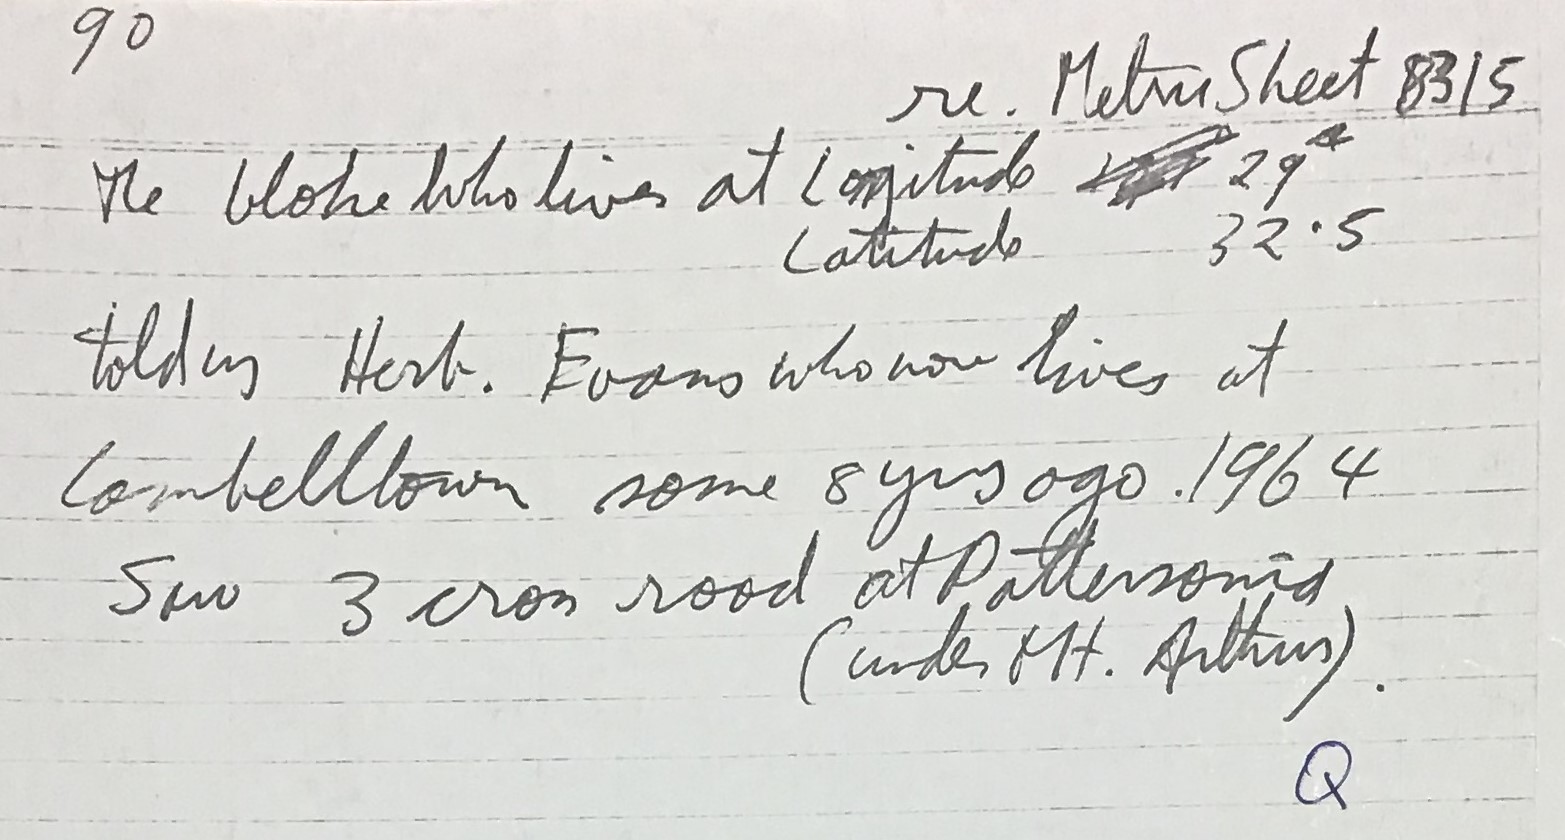 90
re. Metric Sheet 8315
The bloke who lives at Longitude 29
Latitude 32.5
told us Herb. Evans who now lives at
Cambelltown some 8 yrs ago. 1964
Saw 3 cross road at Pattersonia
(under Mt. Arthur).
Q